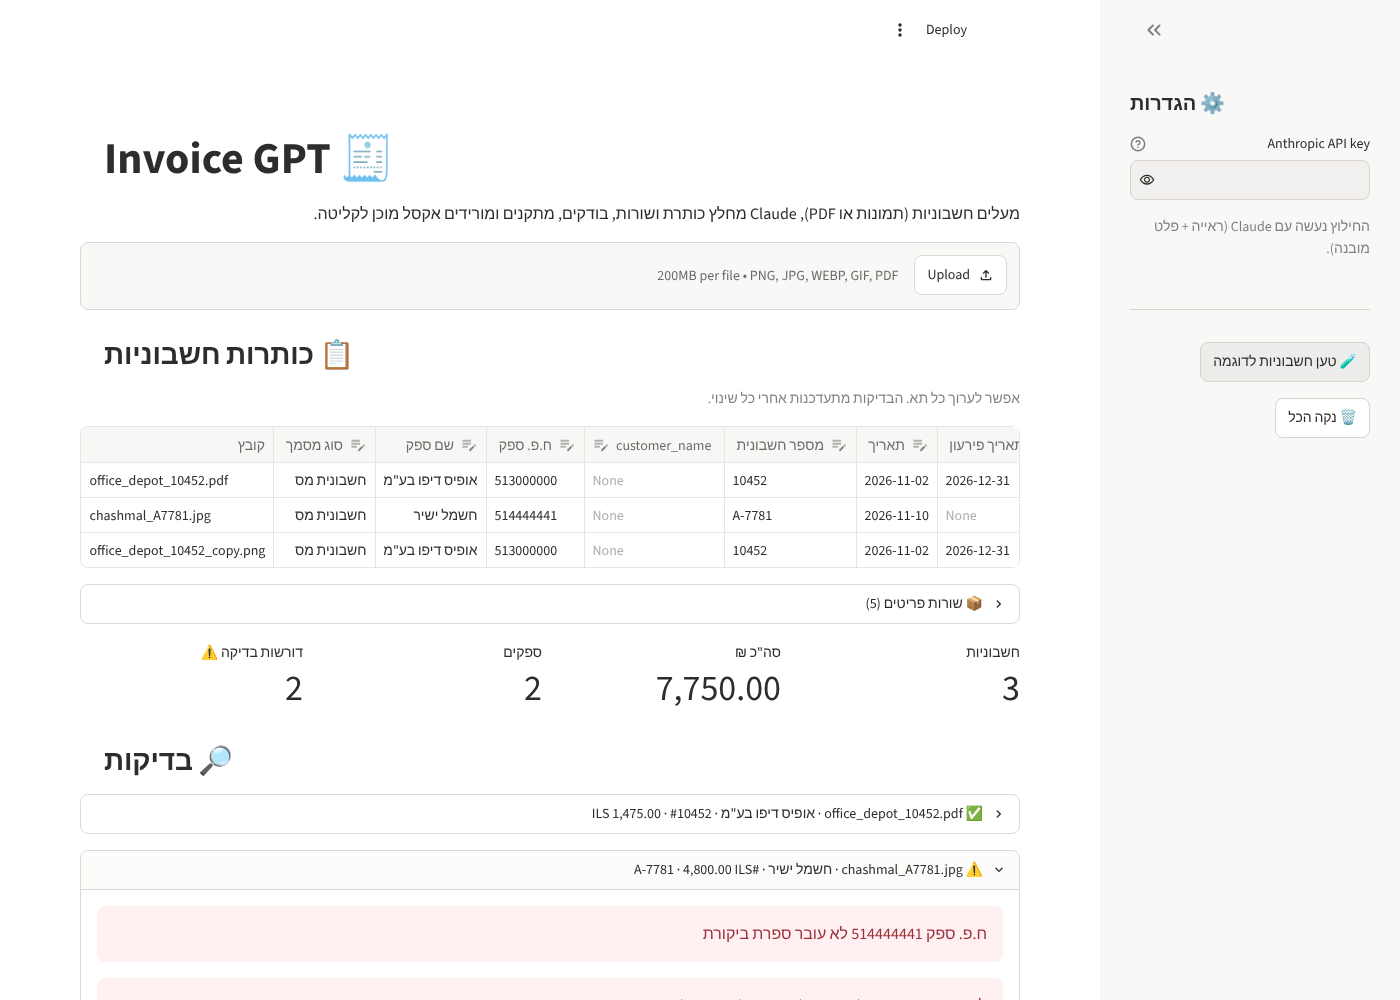 Deploy
⚙️ הגדרות
Anthropic API key
החילוץ נעשה עם Claude (ראייה + פלט
מובנה).
🧪 טען חשבוניות לדוגמה
🗑️ נקה הכל
Invoice GPT 🧾
מעלים חשבוניות (תמונות או PDF), Claude מחלץ כותרת ושורות, בודקים, מתקנים ומורידים אקסל מוכן לקליטה.
Upload
200MB per file • PNG, JPG, WEBP, GIF, PDF
📋 כותרות חשבוניות
אפשר לערוך כל תא. הבדיקות מתעדכנות אחרי כל שינוי.
קובץ סוג מסמך שם ספק ח.פ. ספק customer_name מספר חשבונית תאריך תאריך פירעון
office_depot_10452.pdf חשבונית מס אופיס דיפו בע"מ 513000000 None 10452 2026-11-02 2026-12-31
chashmal_A7781.jpg חשבונית מס חשמל ישיר 514444441 None A-7781 2026-11-10 None
office_depot_10452_copy.png חשבונית מס אופיס דיפו בע"מ 513000000 None 10452 2026-11-02 2026-12-31
📦 שורות פריטים (5)
חשבוניות
3
סה"כ ₪
7,750.00
ספקים
2
דורשות בדיקה ⚠️
2
🔎 בדיקות
✅ office_depot_10452.pdf · אופיס דיפו בע"מ · #10452 · 1,475.00 ILS
⚠️ chashmal_A7781.jpg · חשמל ישיר · #A-7781 · 4,800.00 ILS
ח.פ. ספק 514444441 לא עובר ספרת ביקורת